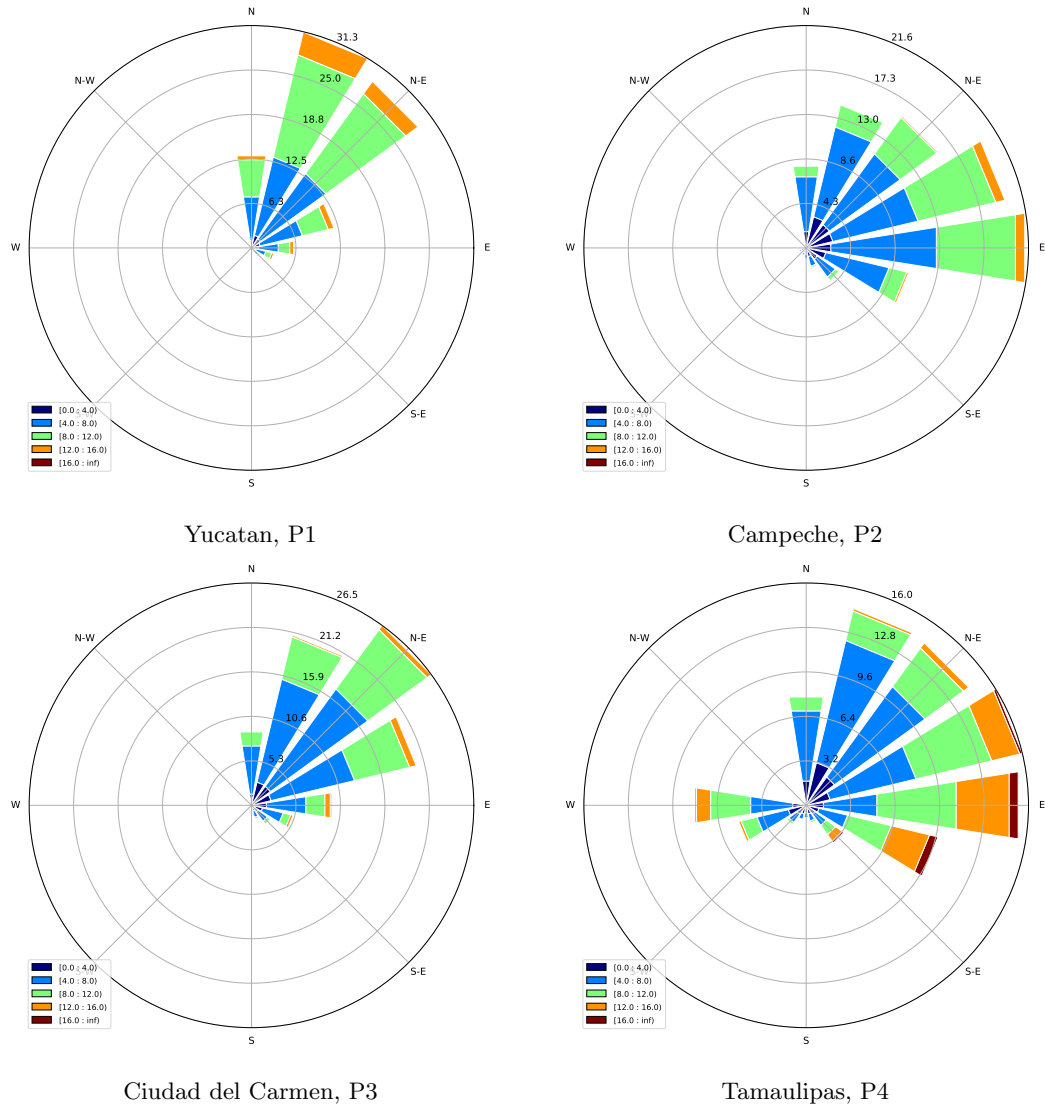 N
31.3
N-W
N-E
25.0
18.8
12.5
6.3
W
E
[0.0 : 4.0)
[4.0 : 8.0)
[8.0 : 12.0)
[12.0 : 16.0)
[16.0 : inf)
S-W
S-E
S
Yucatan, P1
N
21.6
N-W
N-E
17.3
13.0
8.6
4.3
W
E
[0.0 : 4.0)
[4.0 : 8.0)
[8.0 : 12.0)
[12.0 : 16.0)
[16.0 : inf)
S-W
S-E
S
Campeche, P2
N
26.5
N-W
N-E
21.2
15.9
10.6
5.3
W
E
[0.0 : 4.0)
[4.0 : 8.0)
[8.0 : 12.0)
[12.0 : 16.0)
[16.0 : inf)
S-W
S-E
S
Ciudad del Carmen, P3
N
16.0
N-W
N-E
12.8
9.6
6.4
3.2
W
E
[0.0 : 4.0)
[4.0 : 8.0)
[8.0 : 12.0)
[12.0 : 16.0)
[16.0 : inf)
S-W
S-E
S
Tamaulipas, P4